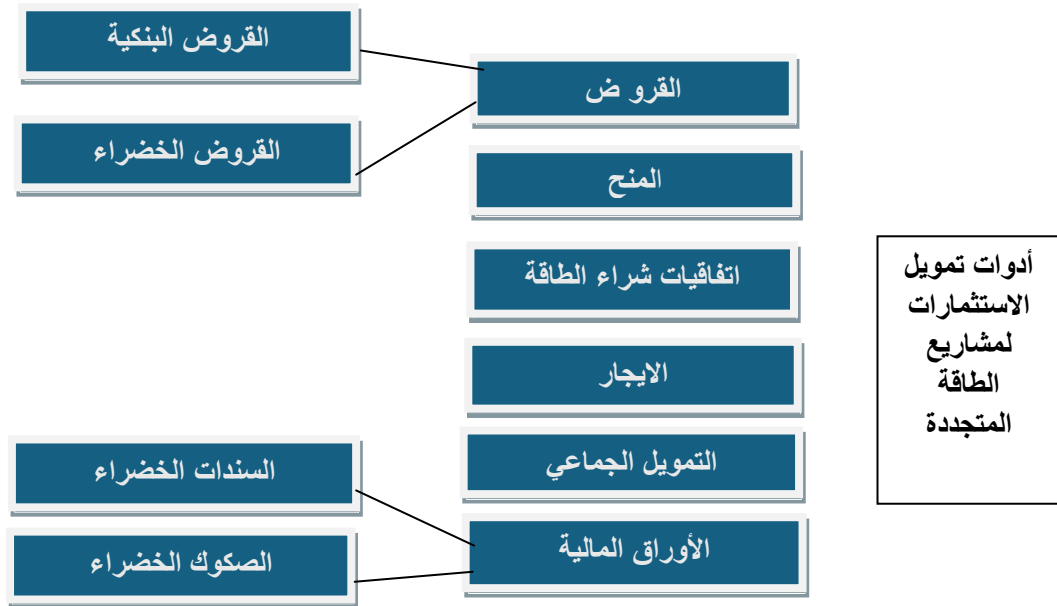 أدوات تمويل
الاستثمارات
لمشاريع
الطاقة
المتجددة
القرو ض
القروض البنكية
القروض الخضراء
المنح
اتفاقيات شراء الطاقة
الايجار
التمويل الجماعي
الأوراق المالية
السندات الخضراء
الصكوك الخضراء